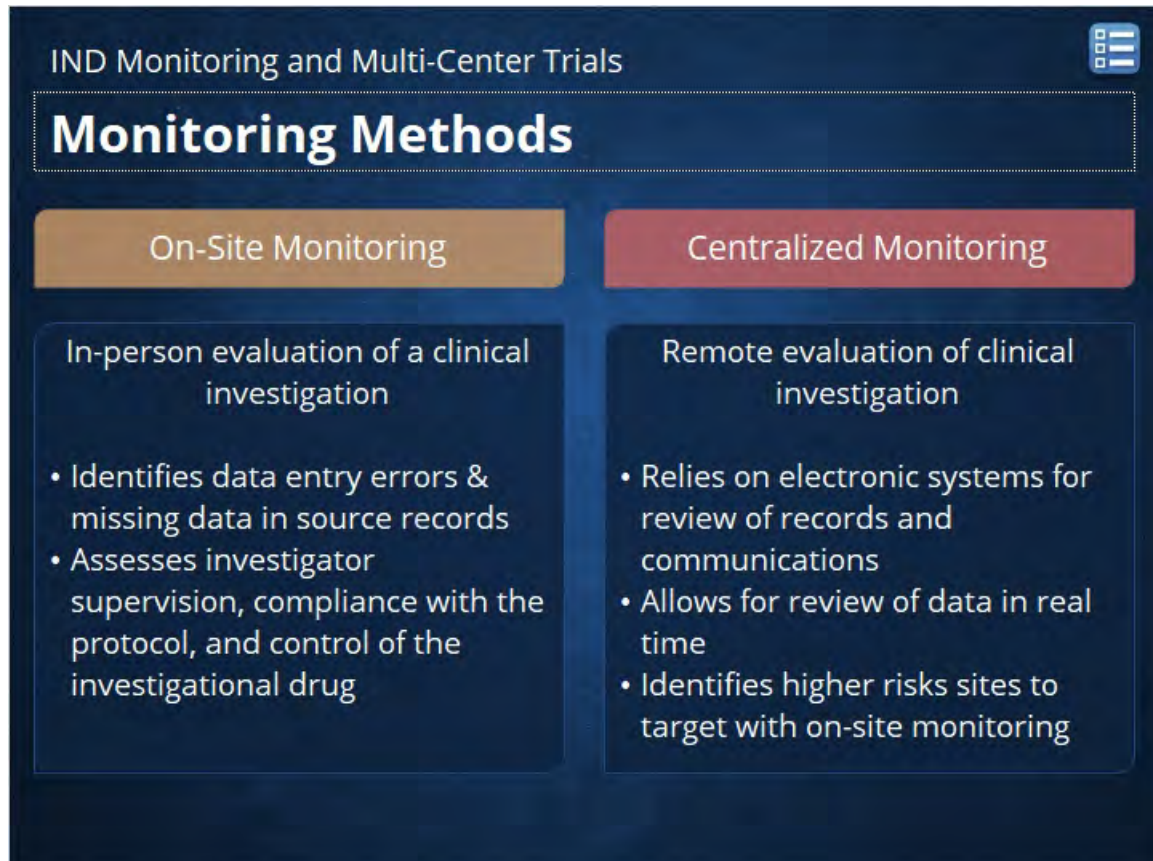 IND Monitoring and Multi-Center Trials
Monitoring Methods
On-Site Monitoring
In-person evaluation of a clinical
investigation
• Identifies data entry errors &
missing data in source records
• Assesses investigator
supervision, compliance with the
protocol, and control of the
investigational drug
Centralized Monitoring
Remote evaluation of clinical
investigation
• Relies on electronic systems for
review of records and
communications
• Allows for review of data in real
time
• Identifies higher risks sites to
target with on-site monitoring